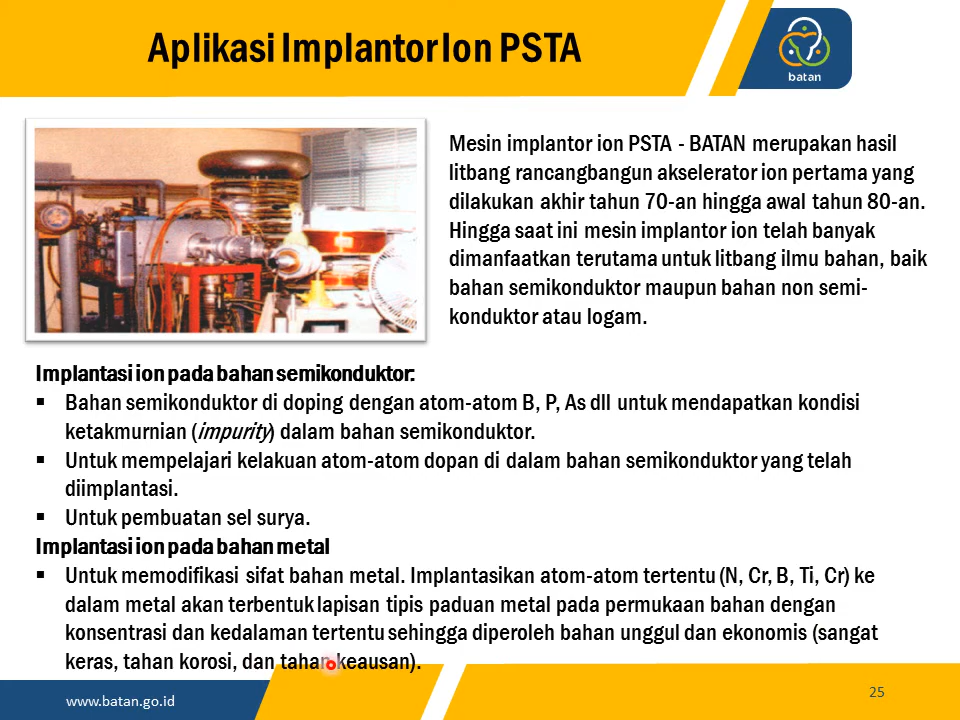 Aplikasi Implantor Ion PSTA
batan
Mesin implantor ion PSTA - BATAN merupakan hasil
litbang rancangbangun akselerator ion pertama yang
dilakukan akhir tahun 70-an hingga awal tahun 80-an.
Hingga saat ini mesin implantor ion telah banyak
dimanfaatkan terutama untuk litbang ilmu bahan, baik
bahan semikonduktor maupun bahan non semi-
konduktor atau logam.
Implantasi ion pada bahan semikonduktor:
▪ Bahan semikonduktor di doping dengan atom-atom B, P, As dll untuk mendapatkan kondisi
ketakmurnian (impurity) dalam bahan semikonduktor.
▪ Untuk mempelajari kelakuan atom-atom dopan di dalam bahan semikonduktor yang telah
diimplantasi.
▪ Untuk pembuatan sel surya.
Implantasi ion pada bahan metal
▪ Untuk memodifikasi sifat bahan metal. Implantasikan atom-atom tertentu (N, Cr, B, Ti, Cr) ke
dalam metal akan terbentuk lapisan tipis paduan metal pada permukaan bahan dengan
konsentrasi dan kedalaman tertentu sehingga diperoleh bahan unggul dan ekonomis (sangat
keras, tahan korosi, dan tahan keausan).
www.batan.go.id
25